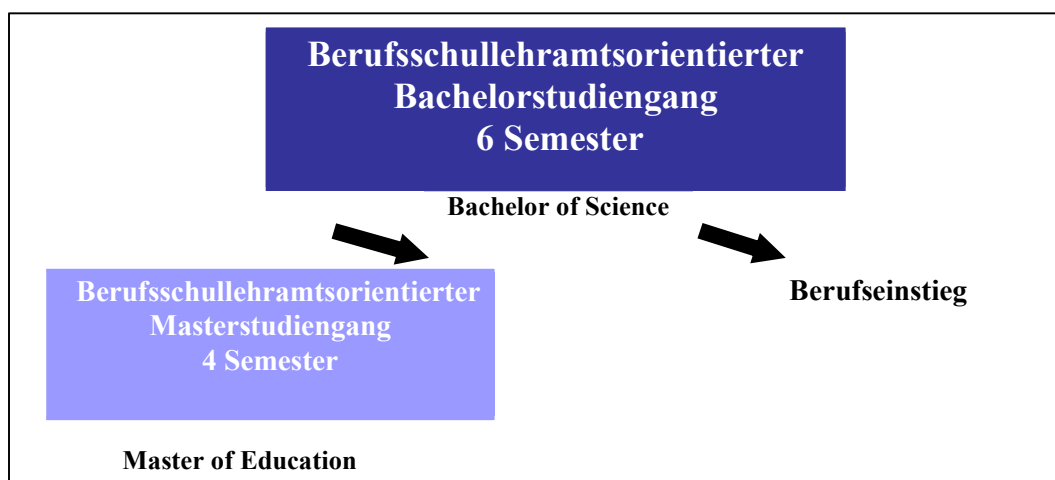 Berufsschullehramtsorientierter
Bachelorstudiengang
6 Semester
Bachelor of Science
Berufsschullehramtsorientierter
Masterstudiengang
4 Semester
Berufseinstieg
Master of Education